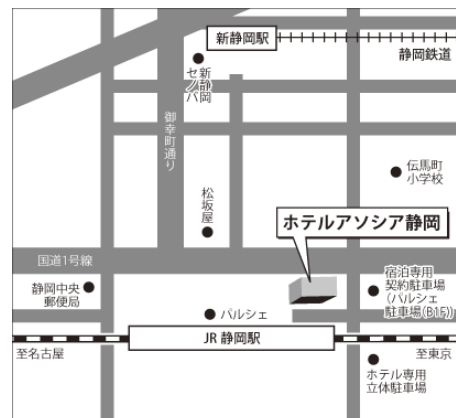 新静岡駅
静岡鉄道
新静岡
セノバ
御幸町通り
伝馬町
小学校
松坂屋
ホテルアソシア静岡
国道1号線
静岡中央
郵便局
宿泊専用
契約駐車場
(パルシェ
駐車場(B1F))
パルシェ
JR 静岡駅
至名古屋
至東京
ホテル専用
立体駐車場